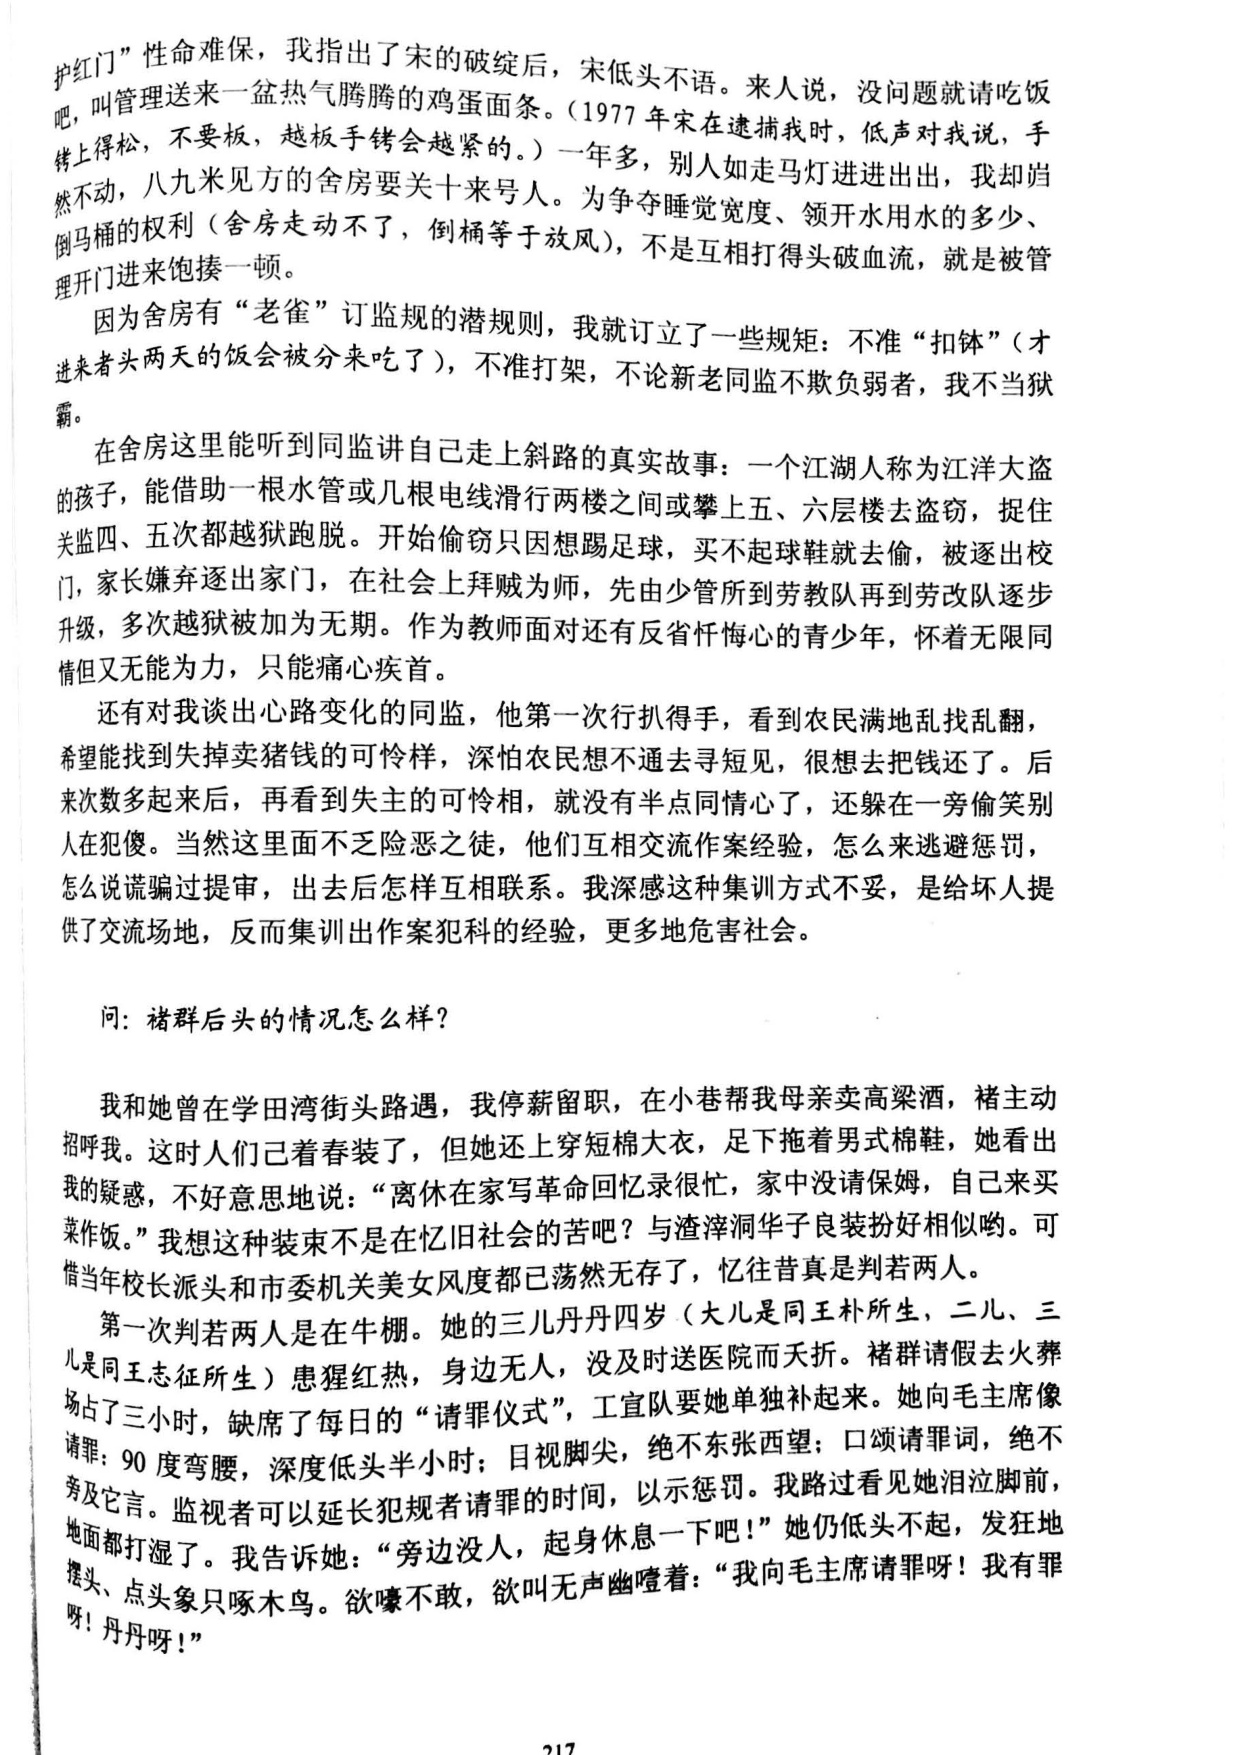 护红门”性命难保，我指出了宋的破绽后，宋低头不语。来人说，没问题就请吃饭
吧，叫管理送来一盆热气腾腾的鸡蛋面条。（1977 年宋在逮捕我时，低声对我说，手
铐上得松，不要板，越板手铐会越紧的。）一年多，别人如走马灯进进出出，我却岿
然不动，八九米见方的舍房要关十来号人。为争夺睡觉宽度、领开水用水的多少、
倒马桶的权利（舍房走动不了，倒桶等于放风），不是互相打得头破血流，就是被管
理开门进来饱揍一顿。
因为舍房有“老雀”订监规的潜规则，我就订立了一些规矩：不准“扣钵”（才
进来者头两天的饭会被分来吃了），不准打架，不论新老同监不欺负弱者，我不当狱
霸。
在舍房这里能听到同监讲自己走上斜路的真实故事：一个江湖人称为江洋大盗
的孩子，能借助一根水管或几根电线滑行两楼之间或攀上五、六层楼去盗窃，捉住
关监四、五次都越狱跑脱。开始偷窃只因想踢足球，买不起球鞋就去偷，被逐出校
门，家长嫌弃逐出家门，在社会上拜贼为师，先由少管所到劳教队再到劳改队逐步
升级，多次越狱被加为无期。作为教师面对还有反省忏悔心的青少年，怀着无限同
情但又无能为力，只能痛心疾首。
还有对我谈出心路变化的同监，他第一次行扒得手，看到农民满地乱找乱翻，
希望能找到失掉卖猪钱的可怜样，深怕农民想不通去寻短见，很想去把钱还了。后
来次数多起来后，再看到失主的可怜相，就没有半点同情心了，还躲在一旁偷笑别
人在犯傻。当然这里面不乏险恶之徒，他们互相交流作案经验，怎么来逃避惩罚，
怎么说谎骗过提审，出去后怎样互相联系。我深感这种集训方式不妥，是给坏人提
供了交流场地，反而集训出作案犯科的经验，更多地危害社会。
问：褚群后头的情况怎么样？
我和她曾在学田湾街头路遇，我停薪留职，在小巷帮我母亲卖高梁酒，褚主动
招呼我。这时人们己着春装了，但她还上穿短棉大衣，足下拖着男式棉鞋，她看出
我的疑惑，不好意思地说：“离休在家写革命回忆录很忙，家中没请保姆，自己来买
菜作饭。”我想这种装束不是在忆旧社会的苦吧？与渣滓洞华子良装扮好相似哟。可
惜当年校长派头和市委机关美女风度都已荡然无存了，忆往昔真是判若两人。
第一次判若两人是在牛棚。她的三儿丹丹四岁（大儿是同王朴所生，二儿、三
儿是同王志征所生）患猩红热，身边无人，没及时送医院而夭折。褚群请假去火葬
场占了三小时，缺席了每日的“请罪仪式”，工宣队要她单独补起来。她向毛主席像
请罪：90 度弯腰，深度低头半小时；目视脚尖，绝不东张西望；口颂请罪词，绝不
旁及它言。监视者可以延长犯规者请罪的时间，以示惩罚。我路过看见她泪泣脚前，
地面都打湿了。我告诉她：“旁边没人，起身休息一下吧！”她仍低头不起，发狂地
摆头、点头象只啄木鸟。欲嚎不敢，欲叫无声幽噎着：“我向毛主席请罪呀！我有罪
呀！丹丹呀！”
217